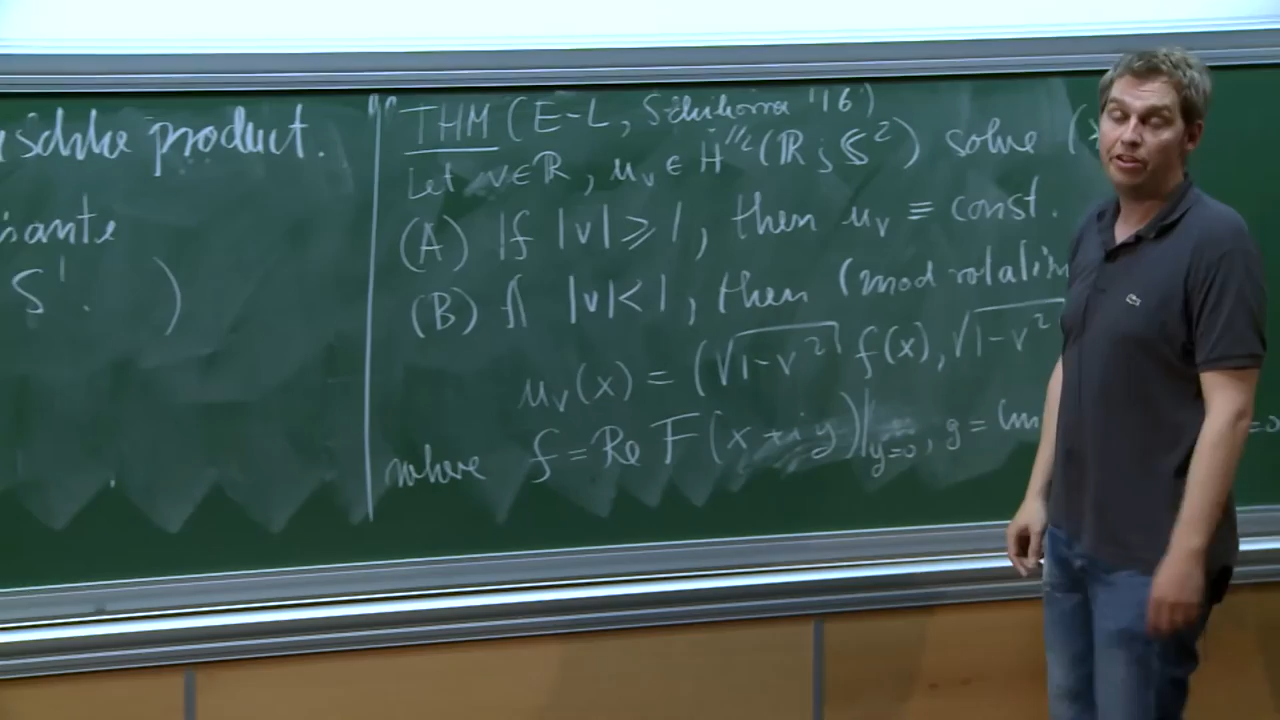 schke product.
S¹. )
THM (E-L, Schikorra '16)
Let v∈ℝ, u_v ∈ Ḣ^{1/2}(ℝ; 𝕊²) solve (
(A) If |v| ⩾ 1, then u_v ≡ const.
(B) If |v| < 1, then (mod rotation
u_v(x) = (√(1-v²) f(x), √(1-v²)
where f = Re F(x+iy)|_{y=0}, g = Im
=0